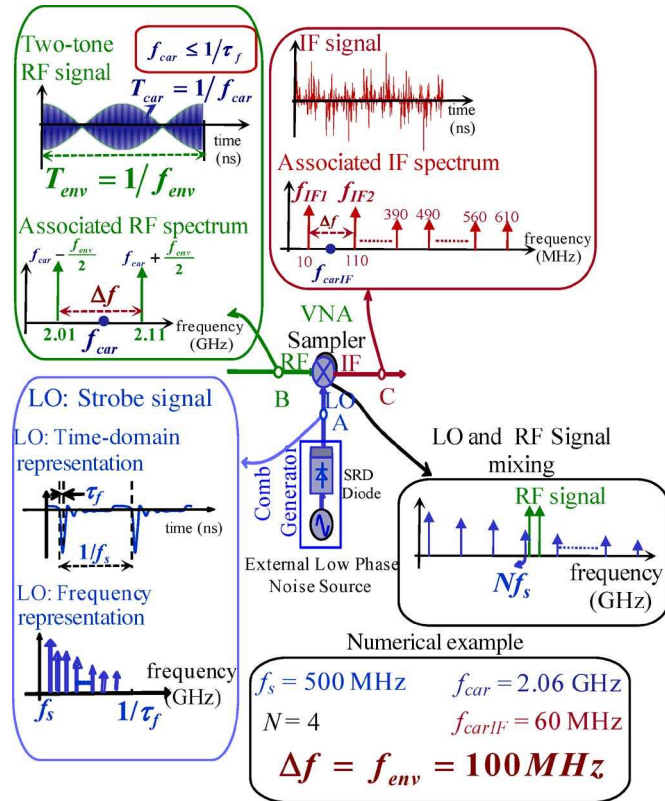 Two-tone
RF signal
f_car ≤ 1/τ_f
T_car = 1/f_car
time
(ns)
T_env = 1/f_env
Associated RF spectrum
f_car - f_env/2
f_car + f_env/2
Δf
2.01
f_car
2.11
frequency
(GHz)
IF signal
time
(ns)
Associated IF spectrum
f_IF1
f_IF2
Δf
390
490
560
610
10
f_carIF
110
frequency
(MHz)
VNA
Sampler
RF
IF
B
C
LO
A
LO: Strobe signal
LO: Time-domain
representation
τ_f
time (ns)
1/f_s
LO: Frequency
representation
frequency
(GHz)
f_s
1/τ_f
Comb
Generator
SRD
Diode
External Low Phase
Noise Source
LO and RF Signal
mixing
RF signal
Nf_s
frequency
(GHz)
Numerical example
f_s = 500 MHz
f_car = 2.06 GHz
N = 4
f_carIF = 60 MHz
Δf = f_env = 100 MHz